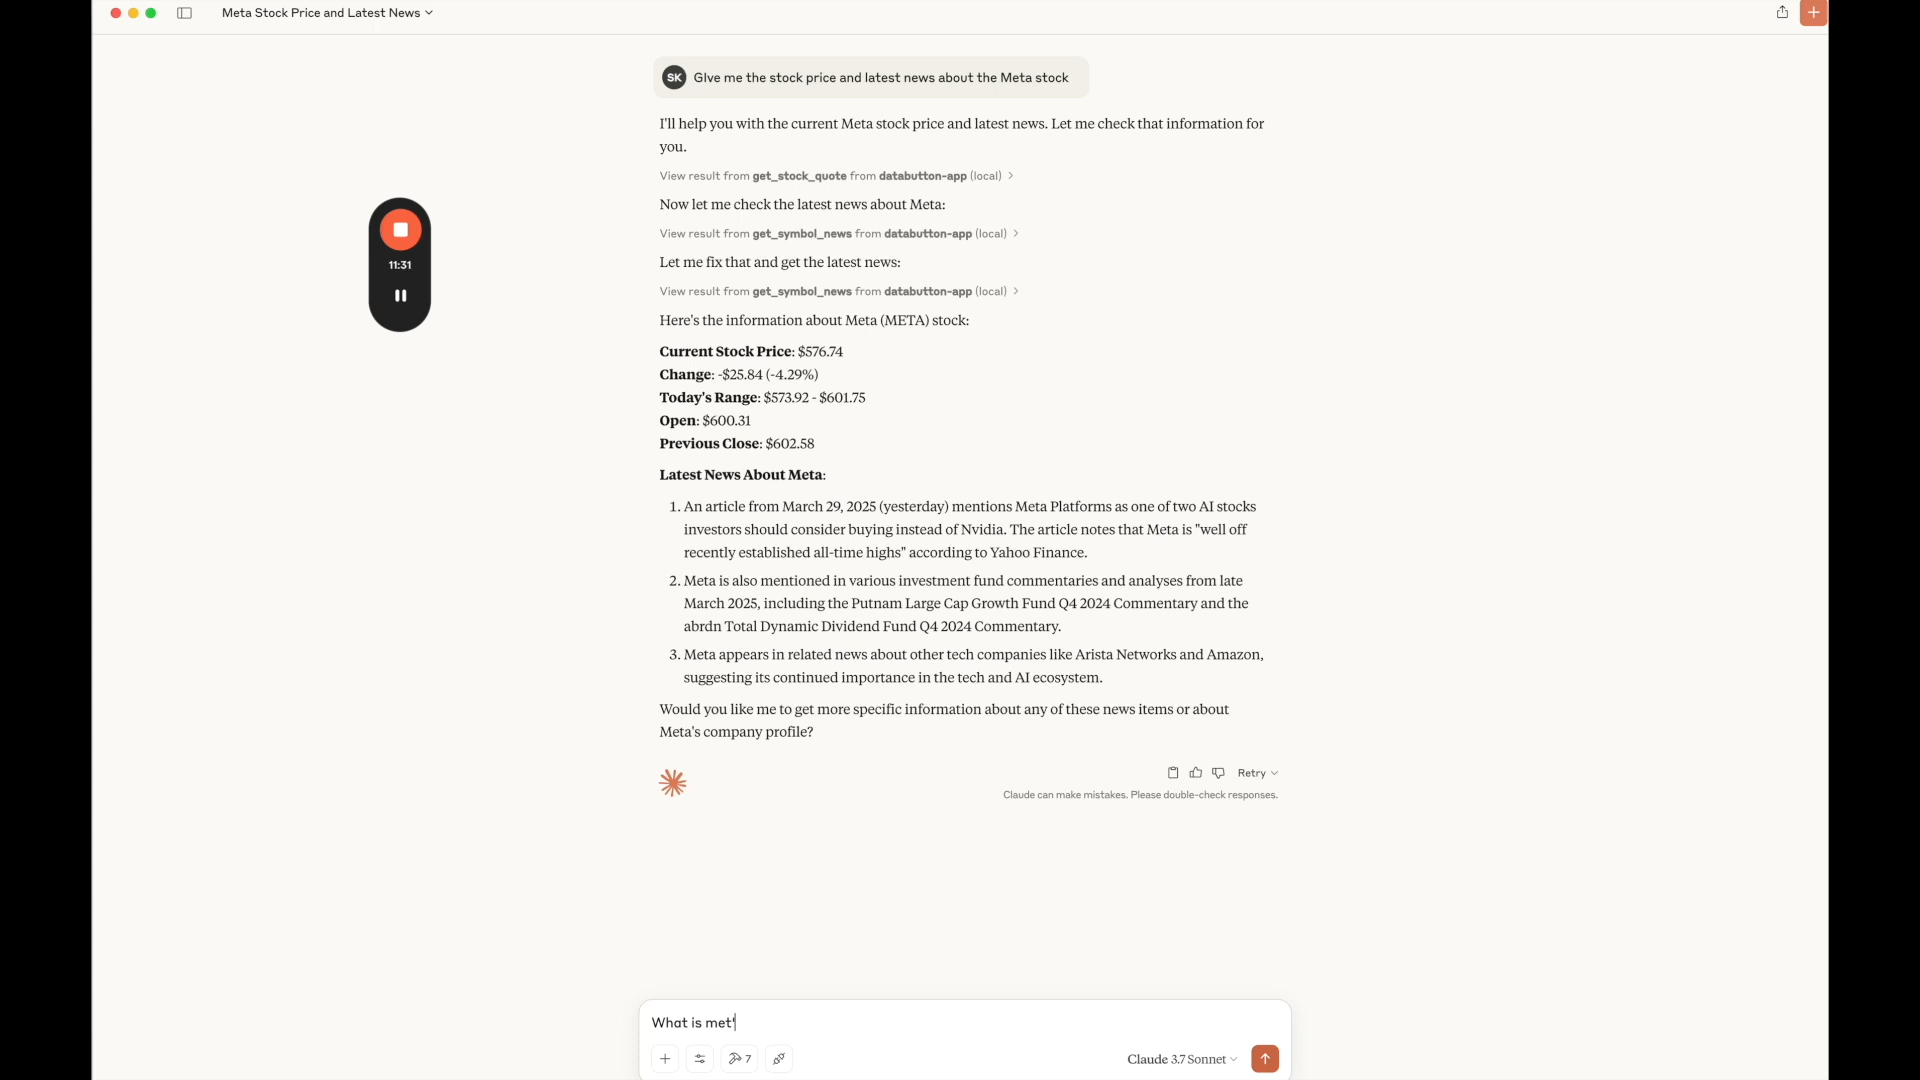 Meta Stock Price and Latest News
SK GIve me the stock price and latest news about the Meta stock
I'll help you with the current Meta stock price and latest news. Let me check that information for
you.
View result from get_stock_quote from databutton-app (local)
Now let me check the latest news about Meta:
View result from get_symbol_news from databutton-app (local)
Let me fix that and get the latest news:
View result from get_symbol_news from databutton-app (local)
Here's the information about Meta (META) stock:
Current Stock Price: $576.74
Change: -$25.84 (-4.29%)
Today's Range: $573.92 - $601.75
Open: $600.31
Previous Close: $602.58
Latest News About Meta:
1. An article from March 29, 2025 (yesterday) mentions Meta Platforms as one of two AI stocks
investors should consider buying instead of Nvidia. The article notes that Meta is "well off
recently established all-time highs" according to Yahoo Finance.
2. Meta is also mentioned in various investment fund commentaries and analyses from late
March 2025, including the Putnam Large Cap Growth Fund Q4 2024 Commentary and the
abrdn Total Dynamic Dividend Fund Q4 2024 Commentary.
3. Meta appears in related news about other tech companies like Arista Networks and Amazon,
suggesting its continued importance in the tech and AI ecosystem.
Would you like me to get more specific information about any of these news items or about
Meta's company profile?
Retry
Claude can make mistakes. Please double-check responses.
11:31
What is met'
7
Claude 3.7 Sonnet